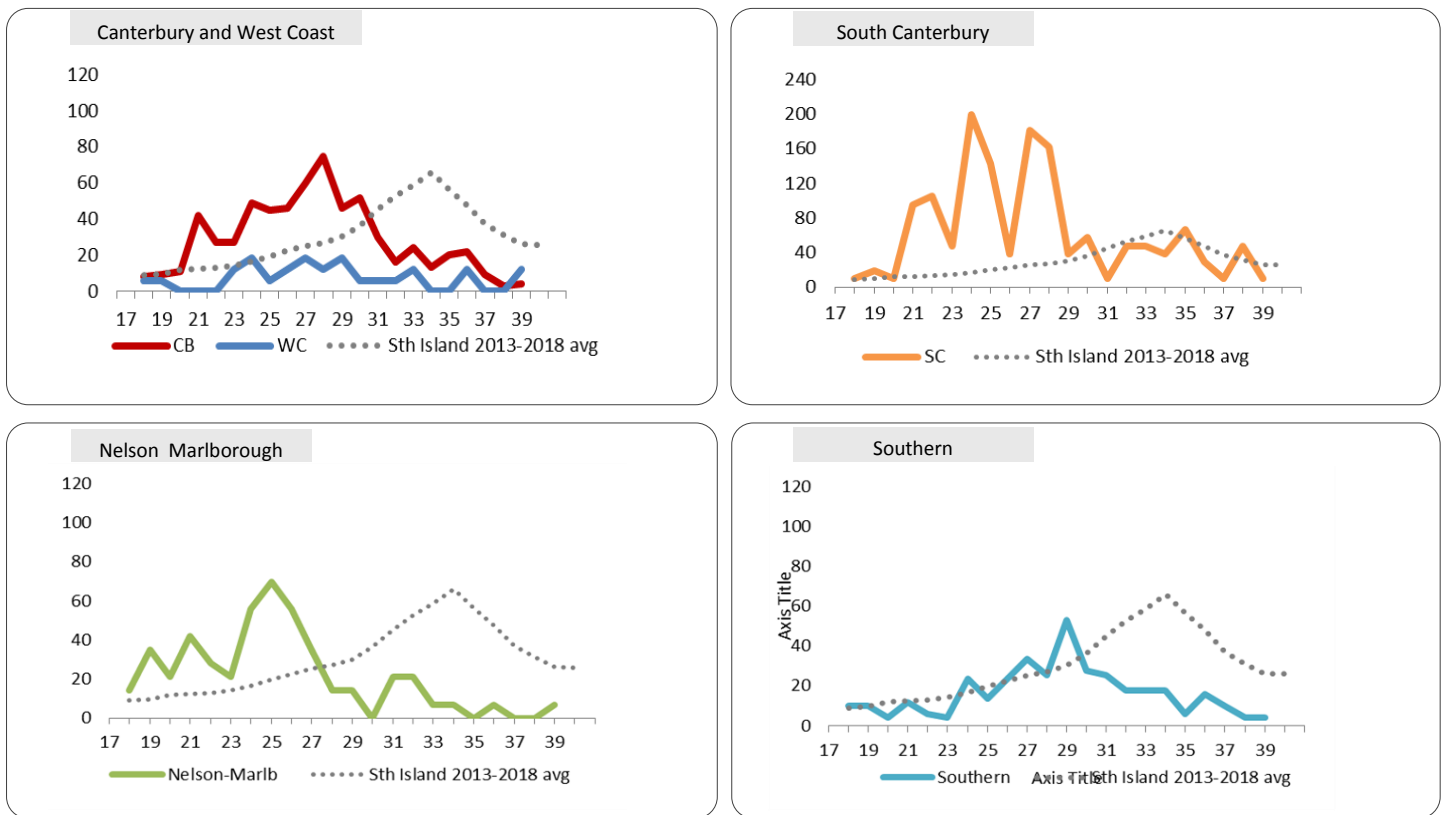 Canterbury and West Coast
120
100
80
60
40
20
0
17 19 21 23 25 27 29 31 33 35 37 39
CB WC Sth Island 2013-2018 avg
South Canterbury
240
200
160
120
80
40
0
17 19 21 23 25 27 29 31 33 35 37 39
SC Sth Island 2013-2018 avg
Nelson Marlborough
120
100
80
60
40
20
0
17 19 21 23 25 27 29 31 33 35 37 39
Nelson-Marlb Sth Island 2013-2018 avg
Southern
120
100
80
60
40
20
0
Axis Title
17 19 21 23 25 27 29 31 33 35 37 39
Southern Sth Island 2013-2018 avg
Axis Title